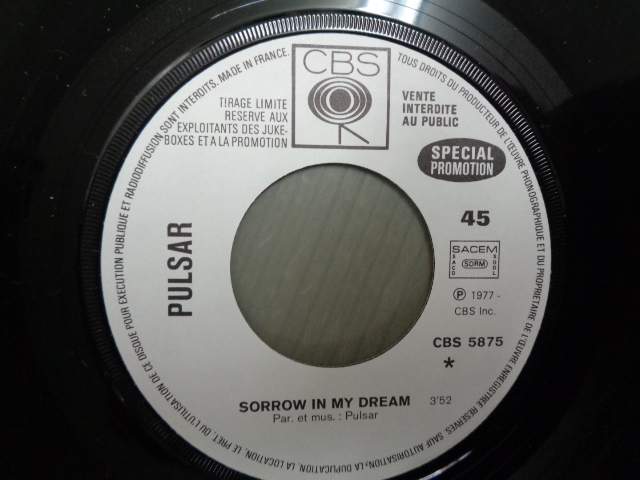 CBS
TIRAGE LIMITE
RESERVE AUX
EXPLOITANTS DES JUKE-
BOXES ET A LA PROMOTION
VENTE
INTERDITE
AU PUBLIC
SPECIAL
PROMOTION
PULSAR
45
SACEM
SACD
SDRM
SGDL
Ⓟ 1977 -
CBS Inc.
CBS 5875
*
SORROW IN MY DREAM 3'52
Par. et mus. : Pulsar
TOUS DROITS DU PRODUCTEUR DE L'ŒUVRE PHONOGRAPHIQUE ET DU PROPRIETAIRE DE L'ŒUVRE ENREGISTREE RESERVES. SAUF AUTORISATION, LA DUPLICATION, LA LOCATION, LE PRET, OU L'UTILISATION DE CE DISQUE POUR EXECUTION PUBLIQUE ET RADIODIFFUSION SONT INTERDITS. MADE IN FRANCE.